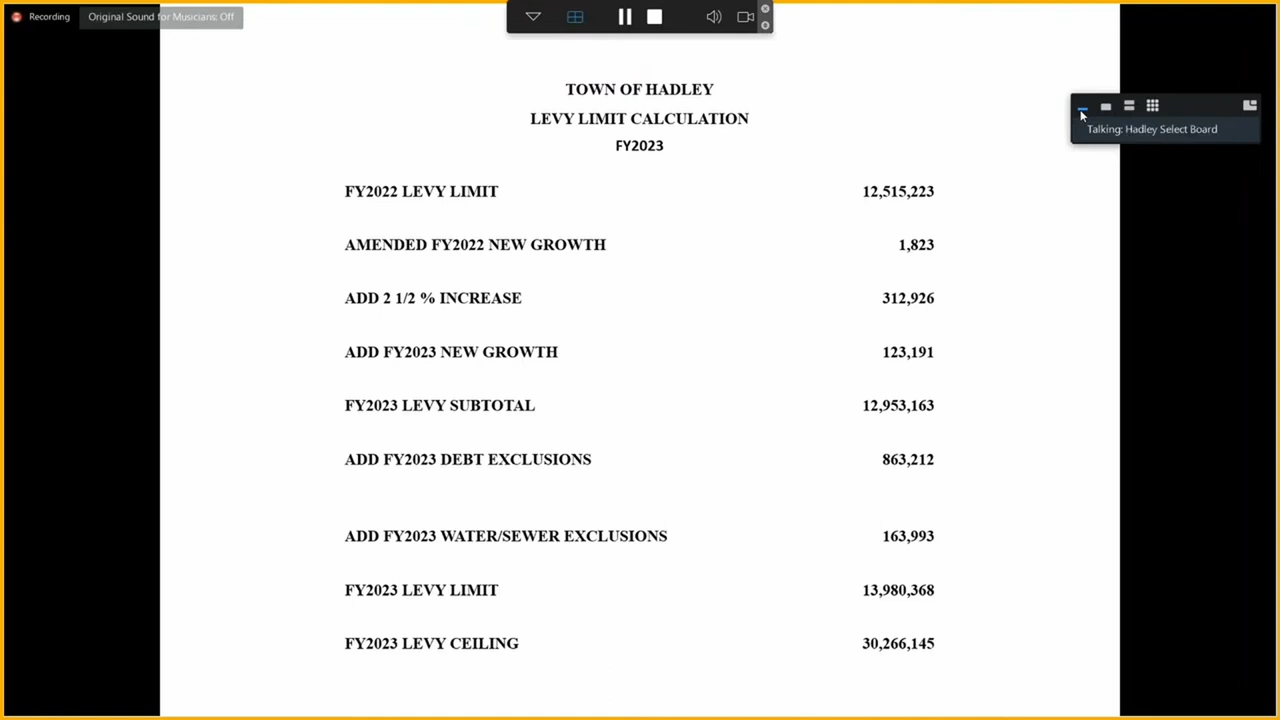 Recording
Original Sound for Musicians: Off
TOWN OF HADLEY
LEVY LIMIT CALCULATION
FY2023
Talking: Hadley Select Board
FY2022 LEVY LIMIT 12,515,223
AMENDED FY2022 NEW GROWTH 1,823
ADD 2 1/2 % INCREASE 312,926
ADD FY2023 NEW GROWTH 123,191
FY2023 LEVY SUBTOTAL 12,953,163
ADD FY2023 DEBT EXCLUSIONS 863,212
ADD FY2023 WATER/SEWER EXCLUSIONS 163,993
FY2023 LEVY LIMIT 13,980,368
FY2023 LEVY CEILING 30,266,145